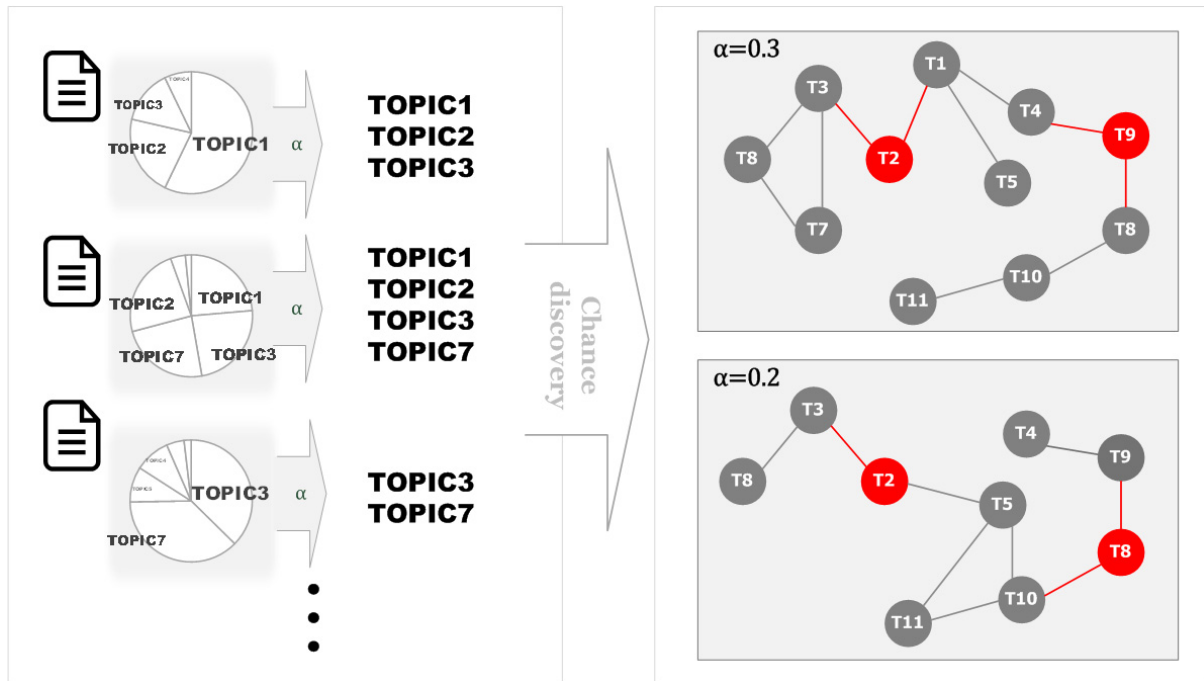 TOPIC4
TOPIC3
TOPIC2
TOPIC1
α
TOPIC1
TOPIC2
TOPIC3
TOPIC2
TOPIC1
TOPIC7
TOPIC3
α
TOPIC1
TOPIC2
TOPIC3
TOPIC7
TOPIC4
TOPIC5
TOPIC3
TOPIC7
α
TOPIC3
TOPIC7
Chance
discovery
α=0.3
T1
T3
T4
T9
T2
T8
T5
T7
T8
T10
T11
α=0.2
T3
T4
T9
T8
T2
T5
T8
T10
T11